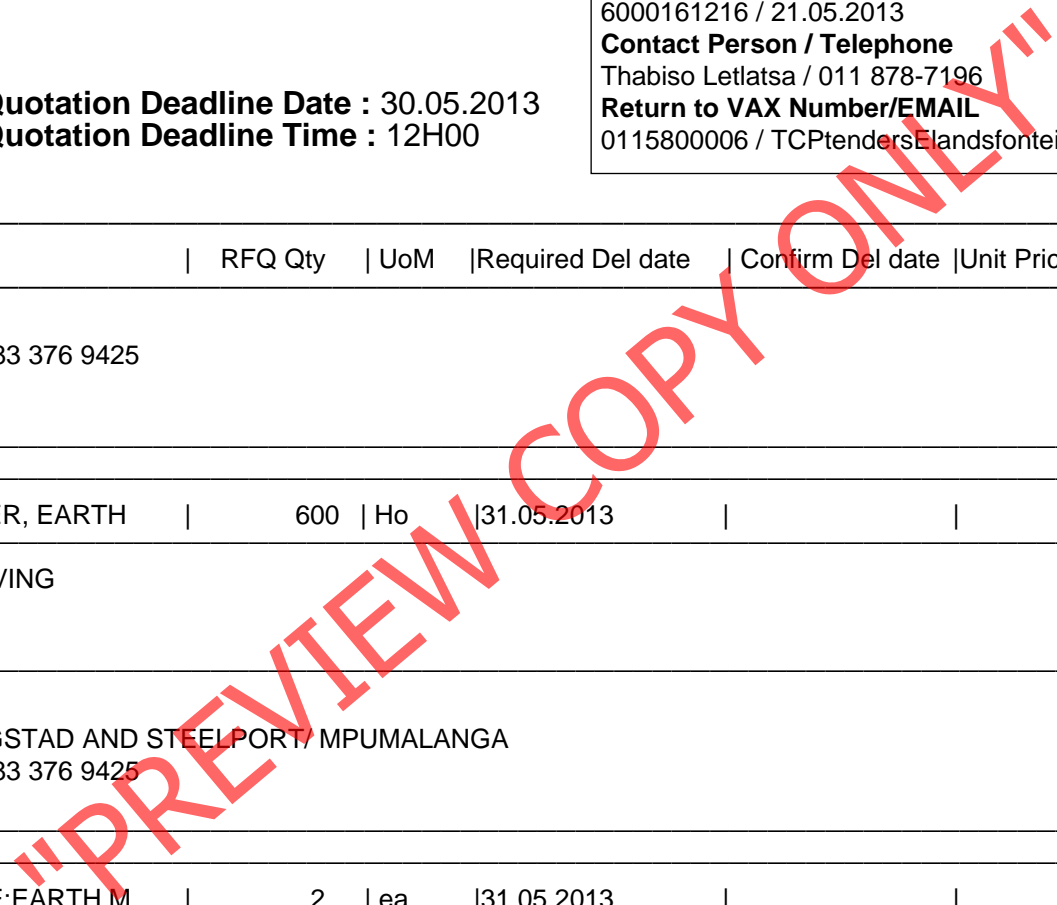 6000161216 / 21.05.2013
Contact Person / Telephone
Thabiso Letlatsa / 011 878-7196
Return to VAX Number/EMAIL
0115800006 / TCPtendersElandsfontei
Quotation Deadline Date : 30.05.2013
Quotation Deadline Time : 12H00
| RFQ Qty | UoM |Required Del date | Confirm Del date |Unit Pric
33 376 9425
ER, EARTH | 600 | Ho |31.05.2013 | |
VING
GSTAD AND STEELPORT/ MPUMALANGA
33 376 9425
E:EARTH M | 2 | ea |31.05.2013 | |
"PREVIEW COPY ONLY"